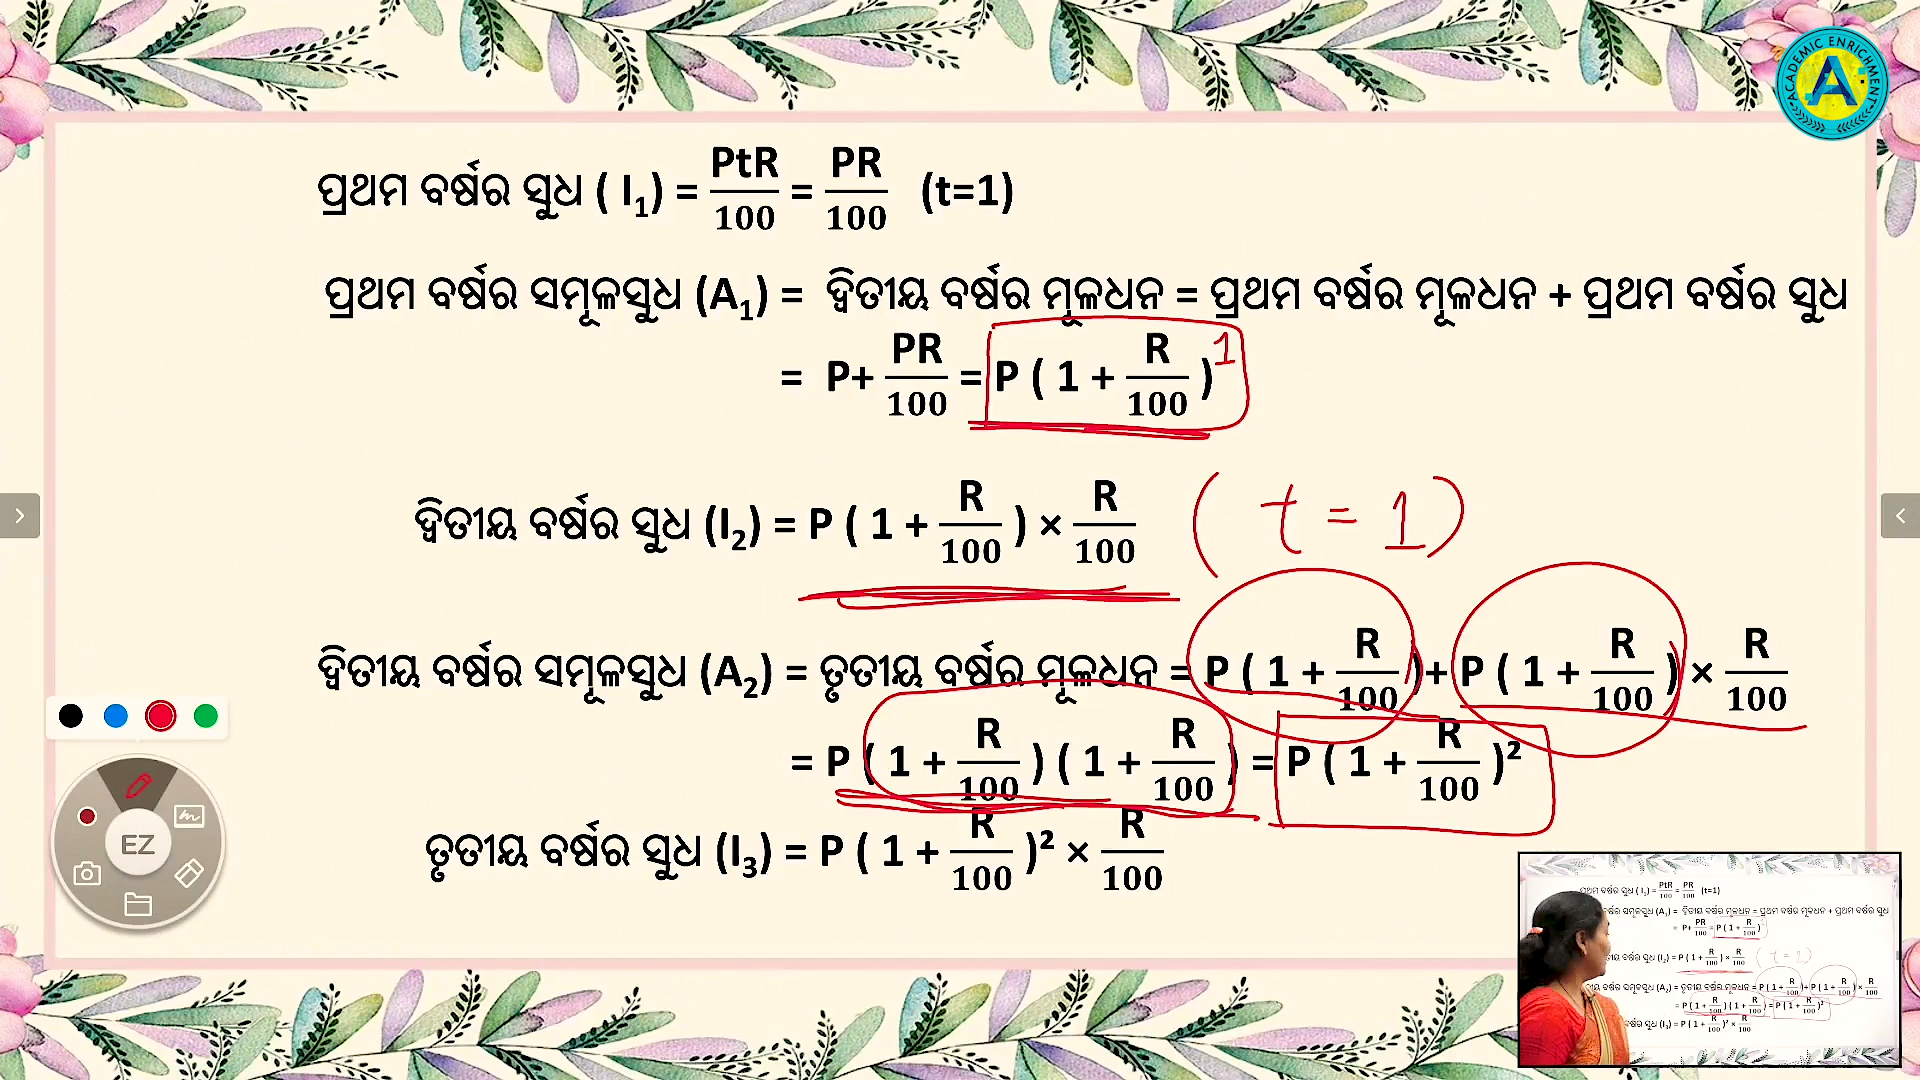 ACADEMIC ENRICHMENT
A
ପ୍ରଥମ ବର୍ଷର ସୁଧ ( I₁) = PtR/100 = PR/100 (t=1)
ପ୍ରଥମ ବର୍ଷର ସମୂଳସୁଧ (A₁) = ଦ୍ୱିତୀୟ ବର୍ଷର ମୂଳଧନ = ପ୍ରଥମ ବର୍ଷର ମୂଳଧନ + ପ୍ରଥମ ବର୍ଷର ସୁଧ
= P+ PR/100 = P ( 1 + R/100 )¹
ଦ୍ୱିତୀୟ ବର୍ଷର ସୁଧ (I₂) = P ( 1 + R/100 ) × R/100 ( t = 1 )
ଦ୍ୱିତୀୟ ବର୍ଷର ସମୂଳସୁଧ (A₂) = ତୃତୀୟ ବର୍ଷର ମୂଳଧନ = P ( 1 + R/100 )+ P ( 1 + R/100 ) × R/100
= P ( 1 + R/100 ) ( 1 + R/100 ) = P ( 1 + R/100 )²
ତୃତୀୟ ବର୍ଷର ସୁଧ (I₃) = P ( 1 + R/100 )² × R/100
EZ